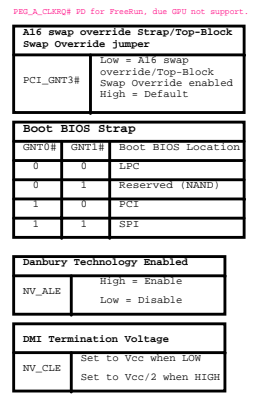 PEG_A_CLKRQ# PD for FreeRun, due GPU not support.
A16 swap override Strap/Top-Block
Swap Override jumper
PCI_GNT3#
Low = A16 swap
override/Top-Block
Swap Override enabled
High = Default
Boot BIOS Strap
GNT0# GNT1# Boot BIOS Location
0 0 LPC
0 1 Reserved (NAND)
1 0 PCI
1 1 SPI
Danbury Technology Enabled
NV_ALE
High = Enable
Low = Disable
DMI Termination Voltage
NV_CLE
Set to Vcc when LOW
Set to Vcc/2 when HIGH